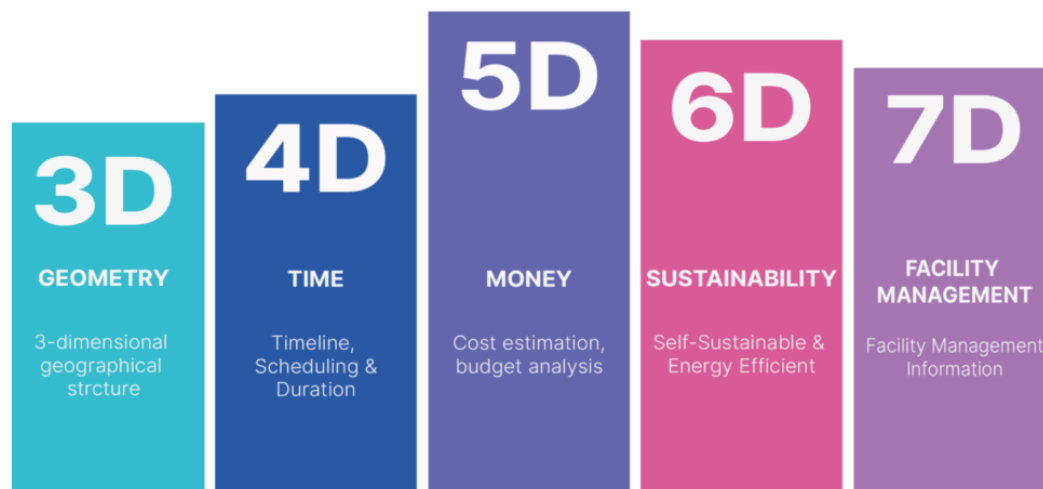 3D
GEOMETRY
3-dimensional
geographical
strcture
4D
TIME
Timeline,
Scheduling &
Duration
5D
MONEY
Cost estimation,
budget analysis
6D
SUSTAINABILITY
Self-Sustainable &
Energy Efficient
7D
FACILITY
MANAGEMENT
Facility Management
Information